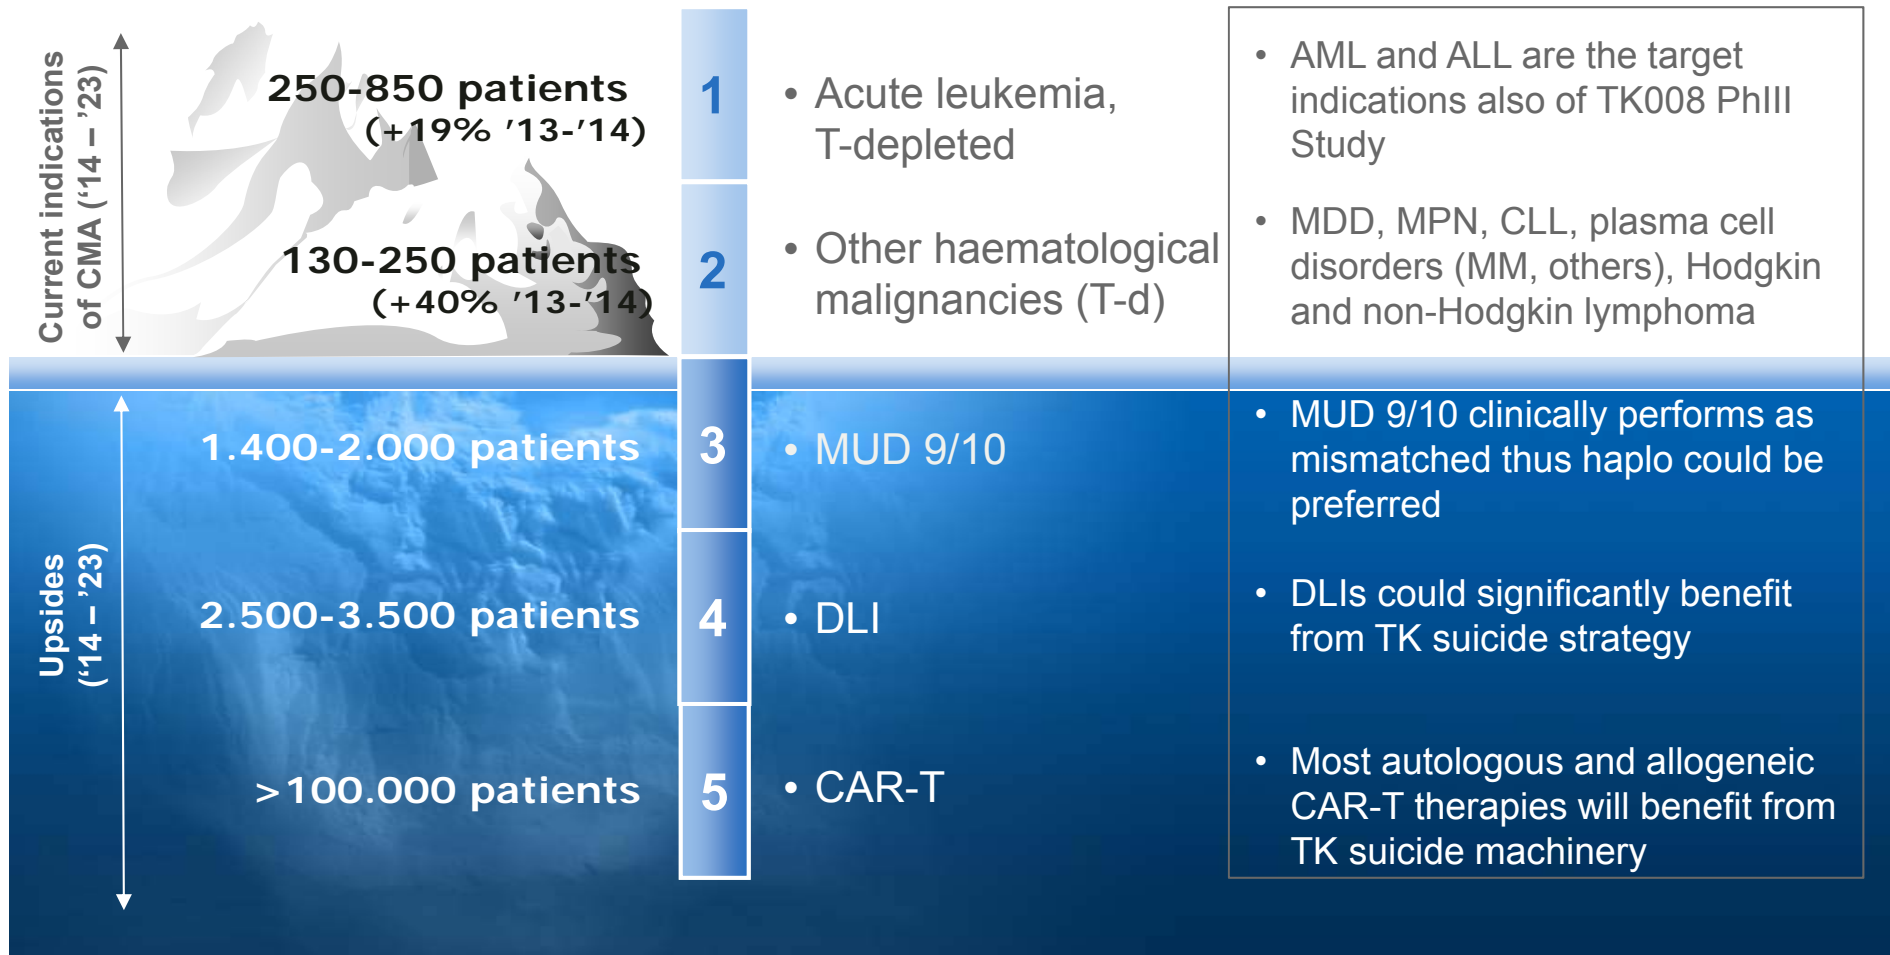 Current indications
of CMA (‘14 – ’23)
250-850 patients
(+19% ’13-’14)
1
• Acute leukemia,
T-depleted
• AML and ALL are the target
indications also of TK008 PhIII
Study
130-250 patients
(+40% ’13-’14)
2
• Other haematological
malignancies (T-d)
• MDD, MPN, CLL, plasma cell
disorders (MM, others), Hodgkin
and non-Hodgkin lymphoma
Upsides
(‘14 – ’23)
1.400-2.000 patients
3
• MUD 9/10
• MUD 9/10 clinically performs as
mismatched thus haplo could be
preferred
2.500-3.500 patients
4
• DLI
• DLIs could significantly benefit
from TK suicide strategy
>100.000 patients
5
• CAR-T
• Most autologous and allogeneic
CAR-T therapies will benefit from
TK suicide machinery